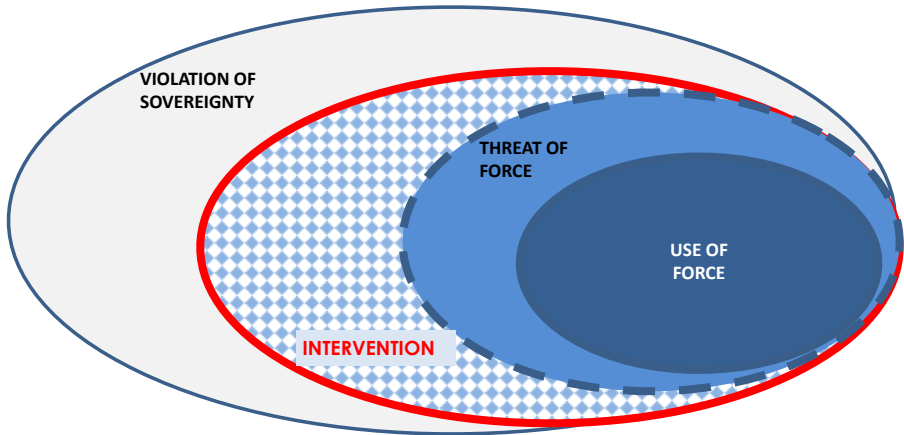 VIOLATION OF
SOVEREIGNTY
THREAT OF
FORCE
USE OF
FORCE
INTERVENTION